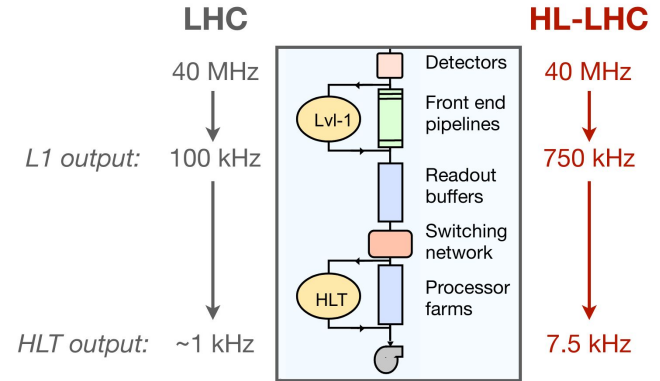 LHC
HL-LHC
40 MHz
Detectors
40 MHz
Lvl-1
Front end
pipelines
L1 output: 100 kHz
750 kHz
Readout
buffers
Switching
network
HLT
Processor
farms
HLT output: ~1 kHz
7.5 kHz